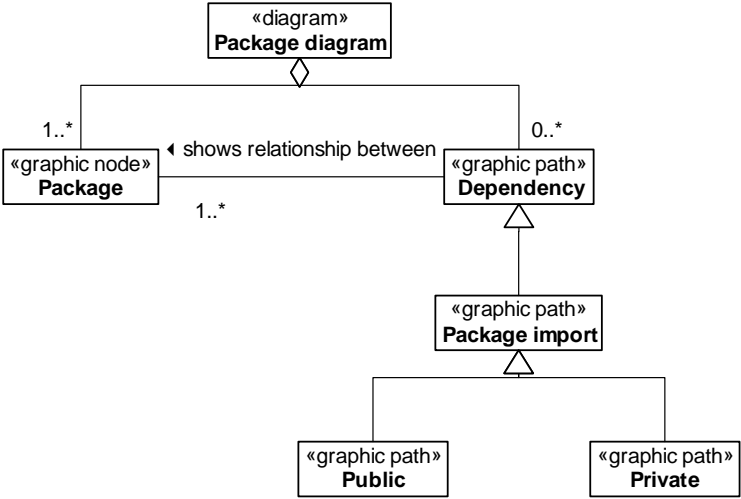 «diagram»
Package diagram
1..*
0..*
shows relationship between
«graphic node»
Package
«graphic path»
Dependency
1..*
«graphic path»
Package import
«graphic path»
Public
«graphic path»
Private